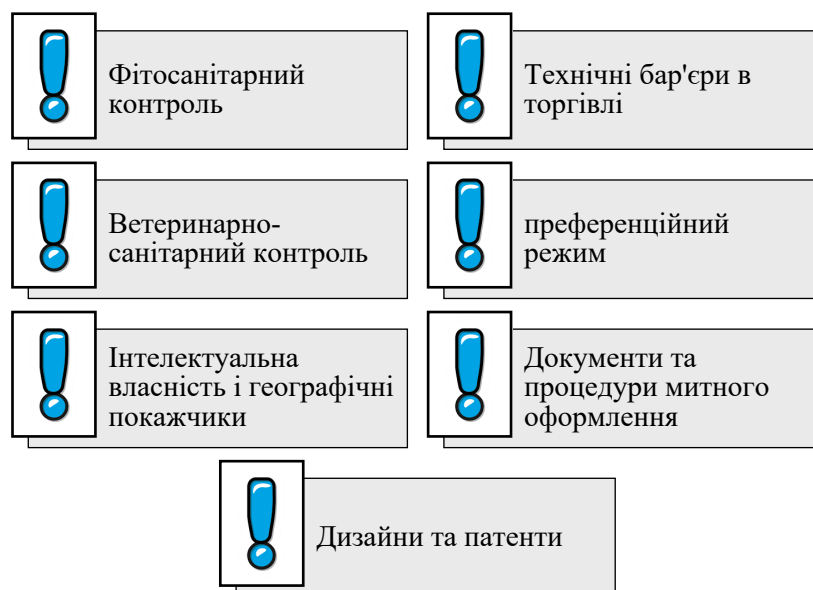 Фітосанітарний
контроль
Технічні бар'єри в
торгівлі
Ветеринарно-
санітарний контроль
преференційний
режим
Інтелектуальна
власність і географічні
покажчики
Документи та
процедури митного
оформлення
Дизайни та патенти